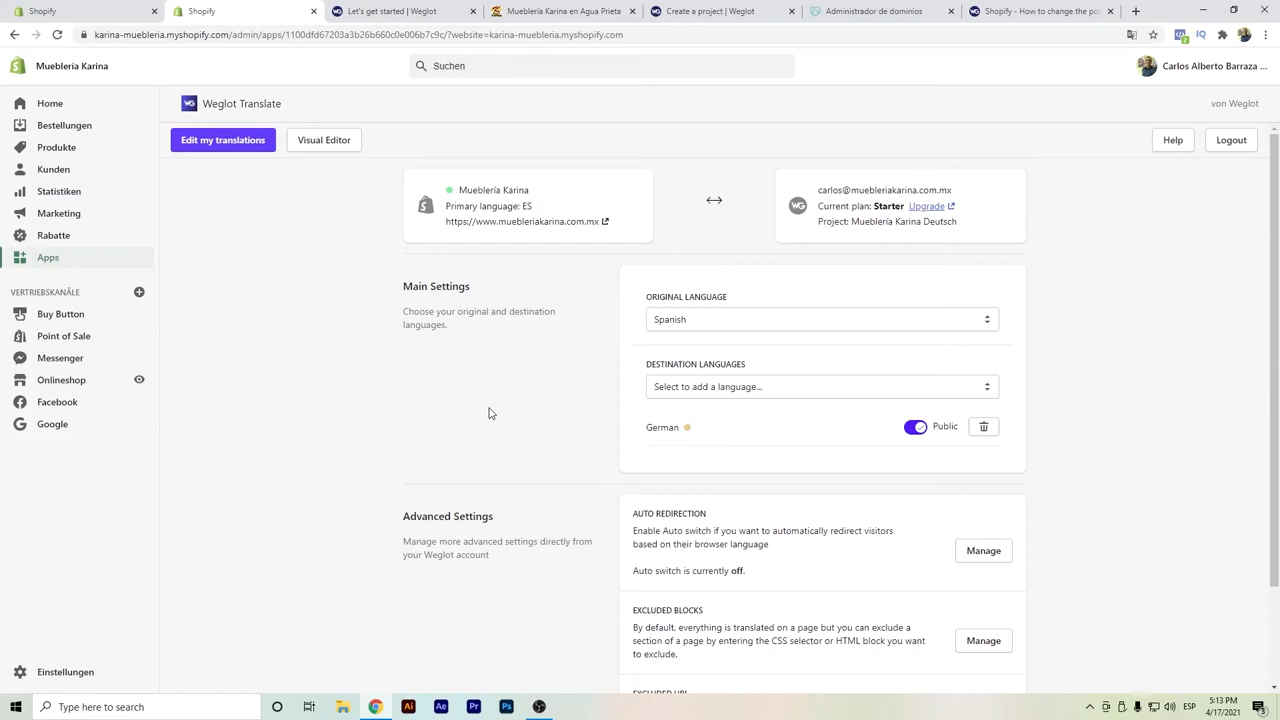 Shopify
Shopify
Let's get started | Weglot
Mueblería Karina en Agua Prieta
Create a project | Weglot
Administrador de dominios
Shopify - How to change the po
karina-muebleria.myshopify.com/admin/apps/1100dfd67203a3b26b660c0e006b7c9c/?website=karina-muebleria.myshopify.com
Mueblería Karina
Suchen
Carlos Alberto Barraza ...
Home
Bestellungen
Produkte
Kunden
Statistiken
Marketing
Rabatte
Apps
VERTRIEBSKANÄLE
Buy Button
Point of Sale
Messenger
Onlineshop
Facebook
Google
Einstellungen
WG Weglot Translate
von Weglot
Edit my translations
Visual Editor
Help
Logout
Mueblería Karina
Primary language: ES
https://www.muebleriakarina.com.mx
WG
carlos@muebleriakarina.com.mx
Current plan: Starter Upgrade
Project: Mueblería Karina Deutsch
Main Settings
Choose your original and destination
languages.
ORIGINAL LANGUAGE
Spanish
DESTINATION LANGUAGES
Select to add a language...
German
Public
Advanced Settings
Manage more advanced settings directly from
your Weglot account
AUTO REDIRECTION
Enable Auto switch if you want to automatically redirect visitors
based on their browser language
Auto switch is currently off.
Manage
EXCLUDED BLOCKS
By default, everything is translated on a page but you can exclude a
section of a page by entering the CSS selector or HTML block you want
to exclude.
Manage
EXCLUDED URL
Type here to search
Ai
Ae
Pr
Ps
ESP
5:13 PM
4/17/2021